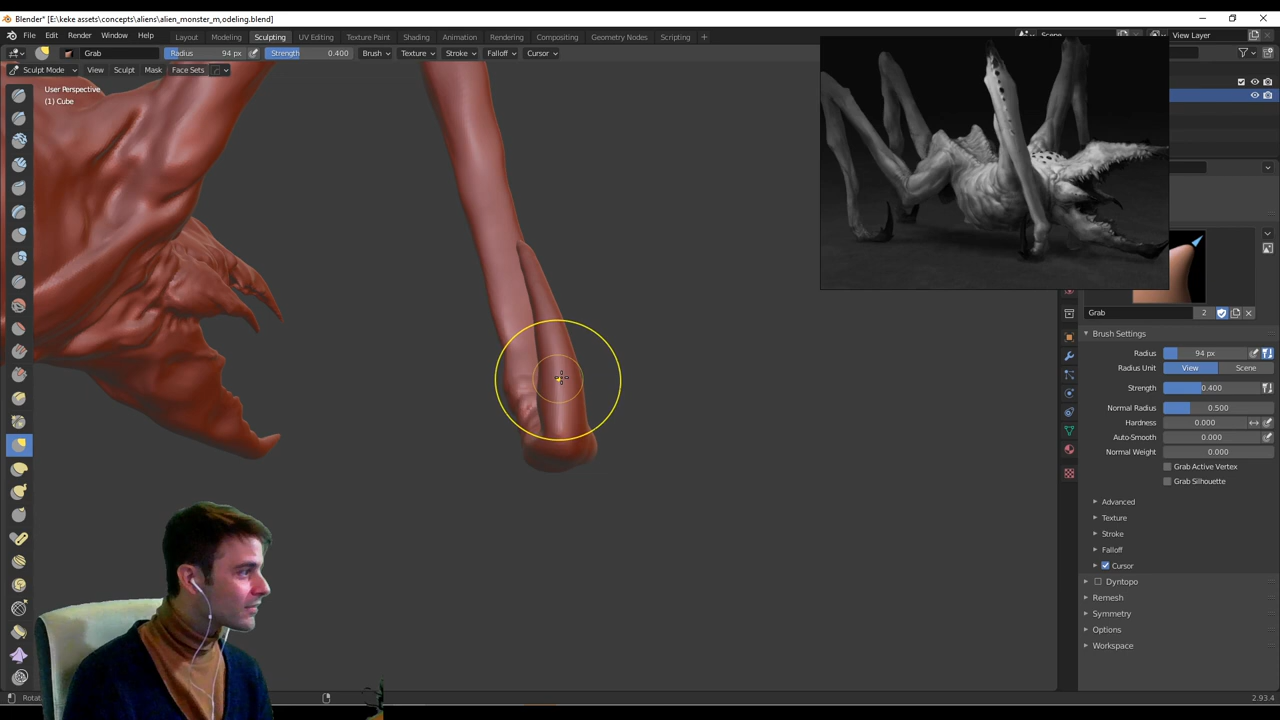 Blender* [E:\keke assets\concepts\aliens\alien_monster_m,odeling.blend]
File Edit Render Window Help Layout Modeling Sculpting UV Editing Texture Paint Shading Animation Rendering Compositing Geometry Nodes Scripting + Scene View Layer
Grab Radius 94 px Strength 0.400 Brush Texture Stroke Falloff Cursor
Sculpt Mode View Sculpt Mask Face Sets
User Perspective
(1) Cube
Grab 2
Brush Settings
Radius 94 px
Radius Unit View Scene
Strength 0.400
Normal Radius 0.500
Hardness 0.000
Auto-Smooth 0.000
Normal Weight 0.000
Grab Active Vertex
Grab Silhouette
Advanced
Texture
Stroke
Falloff
Cursor
Dyntopo
Remesh
Symmetry
Options
Workspace
Rotat
2.93.4